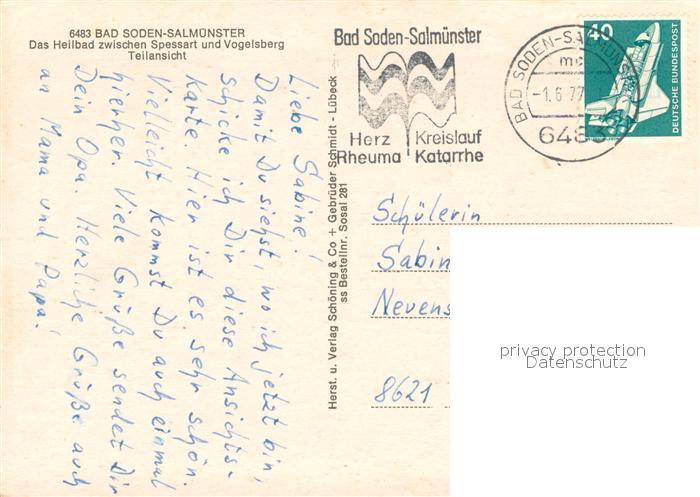 6483 BAD SODEN-SALMÜNSTER
Das Heilbad zwischen Spessart und Vogelsberg
Teilansicht
Liebe Sabine!
Damit Du siehst, wo ich jetzt bin,
schicke ich Dir diese Ansichts-
karte. Hier ist es sehr schön.
Vielleicht kommst Du auch einmal
hierher. Viele Grüße sendet Dir
Dein Opa. Herzliche Grüße auch
an Mama und Papa!
Herst. u. Verlag Schöning & Co + Gebrüder Schmidt - Lübeck
ss Bestellnr. Sosal 281
Bad Soden-Salmünster
Herz Kreislauf
Rheuma Katarrhe
BAD SODEN-SALMÜNSTER
mc
-1.6.77
6483
40
DEUTSCHE BUNDESPOST
Schülerin
Sabin
Nevens
8621
privacy protection
Datenschutz